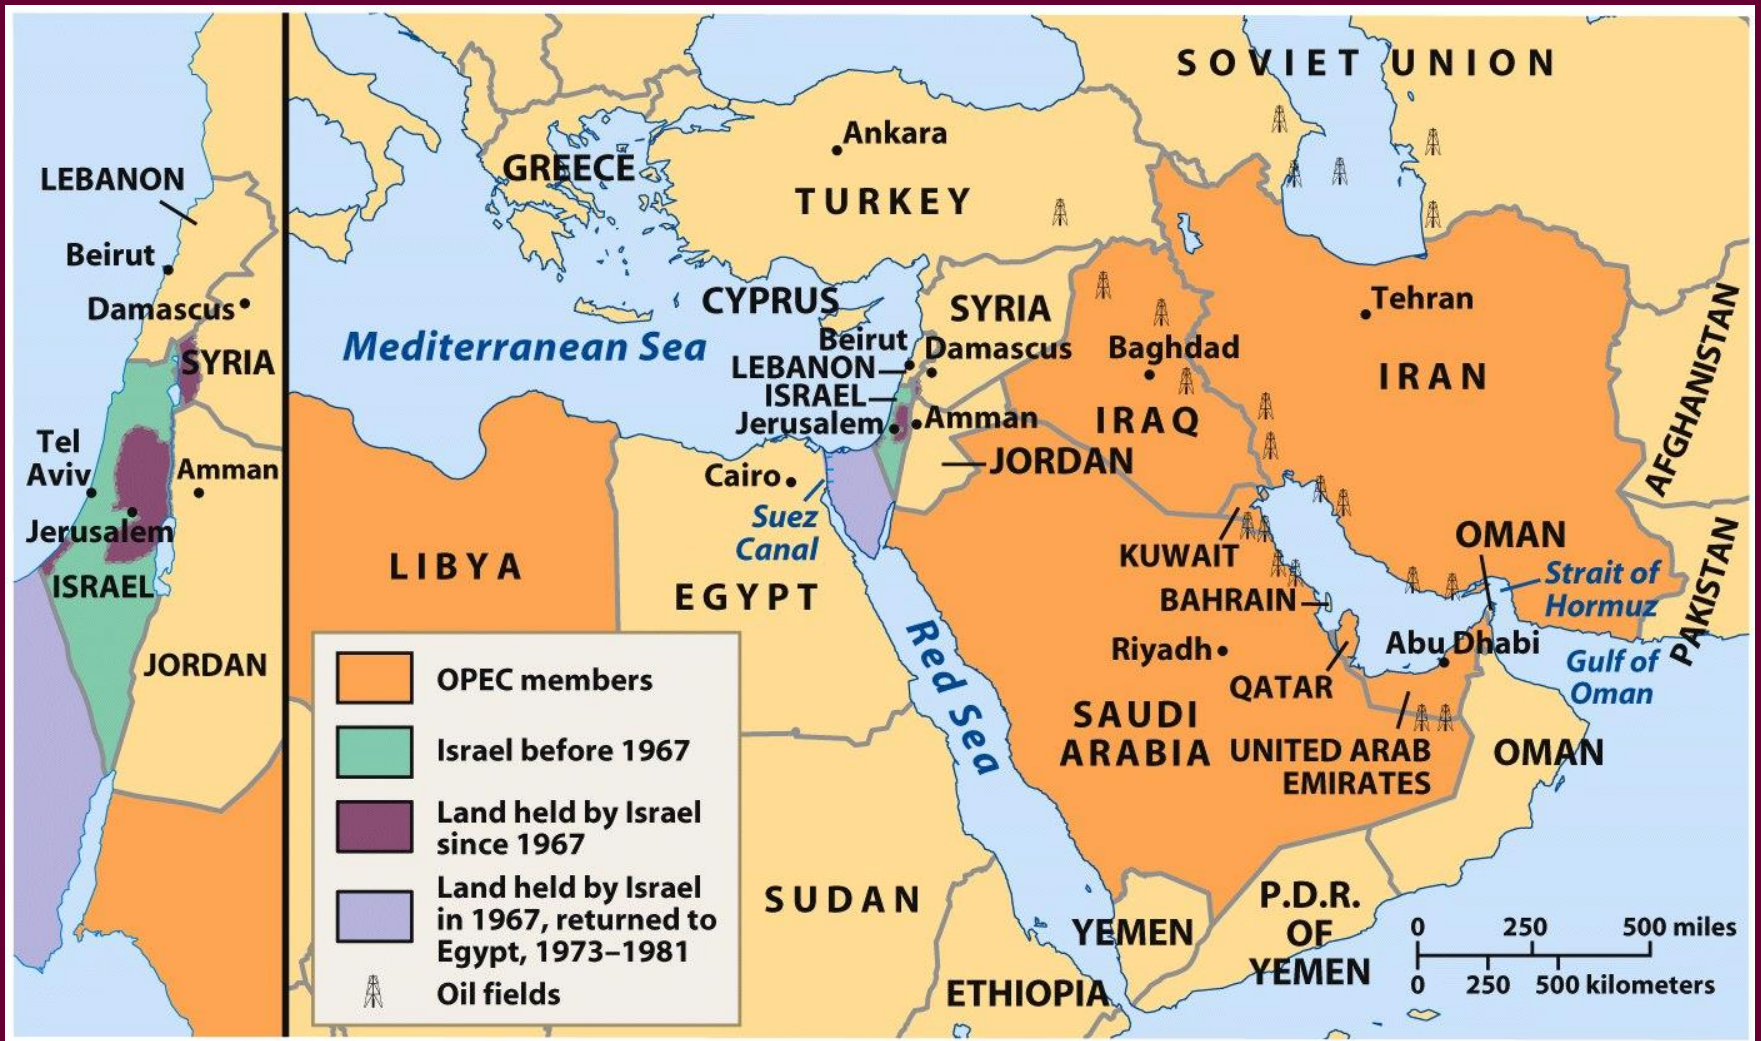 LEBANON
Beirut
Damascus
SYRIA
Tel
Aviv
Amman
Jerusalem
ISRAEL
JORDAN
SOVIET UNION
GREECE
Ankara
TURKEY
CYPRUS
SYRIA
Mediterranean Sea
Beirut
Damascus
LEBANON
ISRAEL
Jerusalem
Amman
Baghdad
IRAQ
Tehran
IRAN
AFGHANISTAN
JORDAN
Cairo
Suez
Canal
LIBYA
EGYPT
KUWAIT
OMAN
Strait of
Hormuz
PAKISTAN
BAHRAIN
Riyadh
Abu Dhabi
Gulf of
Oman
QATAR
Red Sea
SAUDI
ARABIA
UNITED ARAB
EMIRATES
OMAN
SUDAN
YEMEN
P.D.R.
OF
YEMEN
ETHIOPIA
OPEC members
Israel before 1967
Land held by Israel
since 1967
Land held by Israel
in 1967, returned to
Egypt, 1973–1981
Oil fields
0 250 500 miles
0 250 500 kilometers